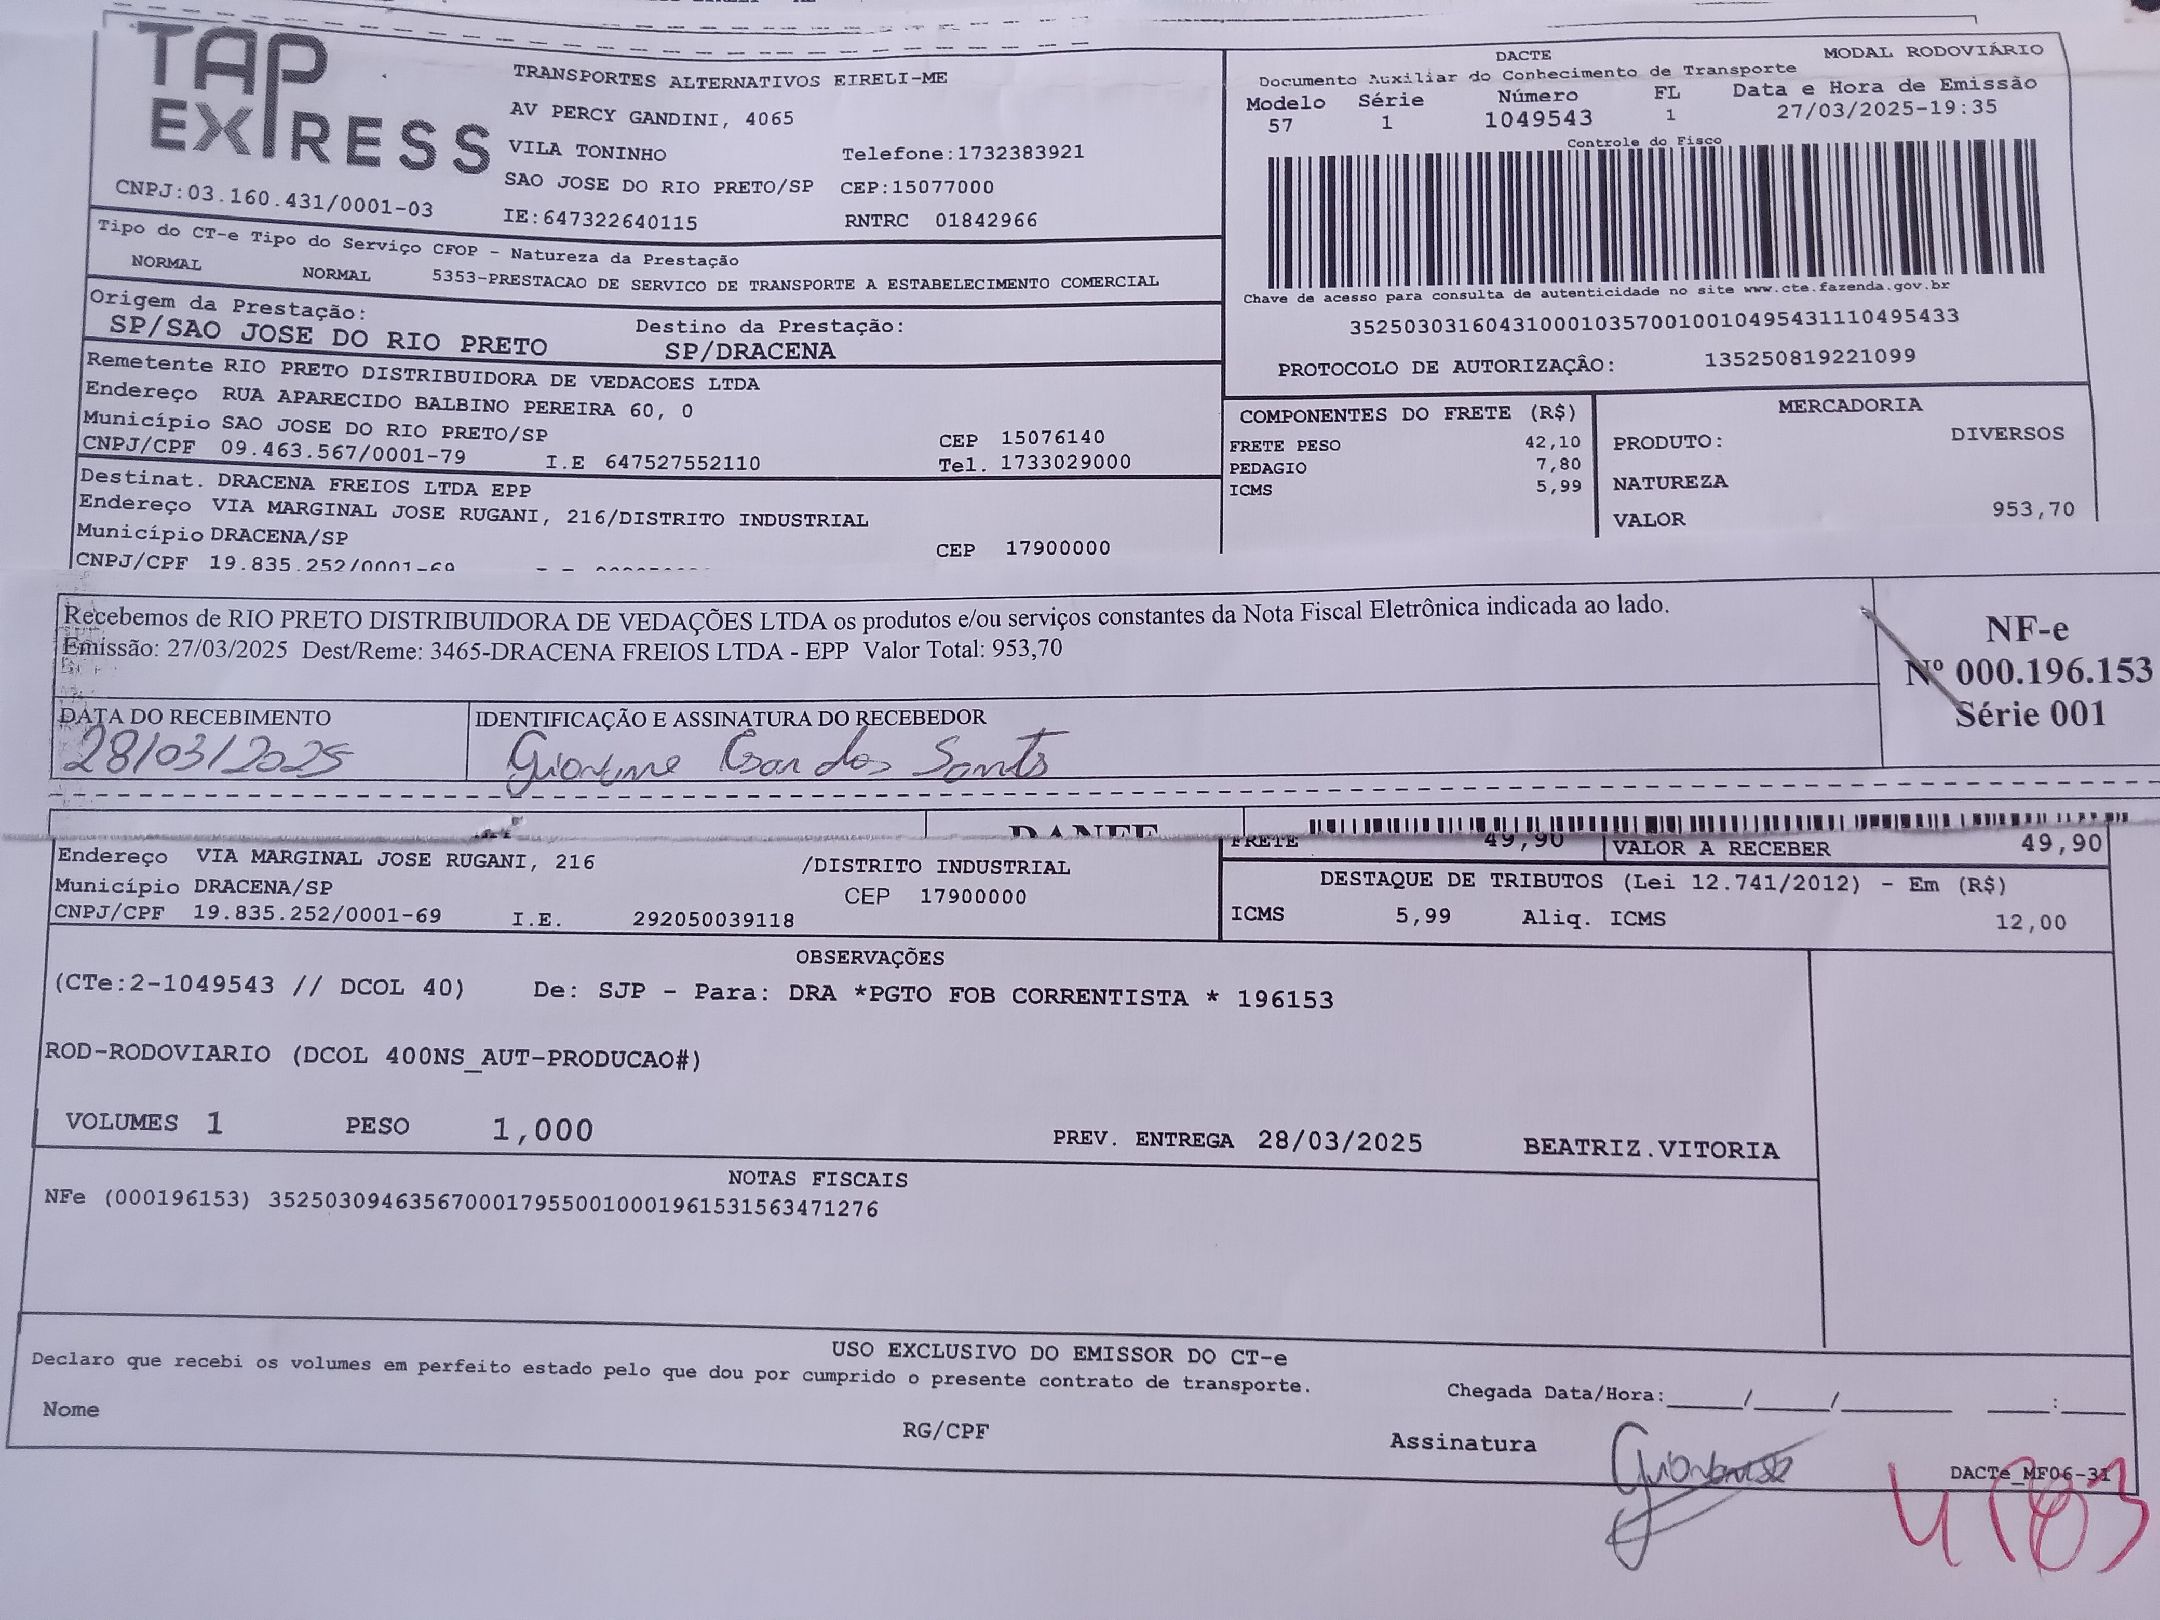 TAP EXPRESS
CNPJ:03.160.431/0001-03
TRANSPORTES ALTERNATIVOS EIRELI-ME
AV PERCY GANDINI, 4065
VILA TONINHO Telefone:1732383921
SAO JOSE DO RIO PRETO/SP CEP:15077000
IE:647322640115 RNTRC 01842966
DACTE MODAL RODOVIÁRIO
Documento Auxiliar do Conhecimento de Transporte
Modelo Série Número FL Data e Hora de Emissão
57 1 1049543 1 27/03/2025-19:35
Controle do Fisco
Chave de acesso para consulta de autenticidade no site www.cte.fazenda.gov.br
35250303160431000103570010010495431110495433
PROTOCOLO DE AUTORIZAÇÂO: 135250819221099
Tipo do CT-e Tipo do Serviço CFOP - Natureza da Prestação
NORMAL NORMAL 5353-PRESTACAO DE SERVICO DE TRANSPORTE A ESTABELECIMENTO COMERCIAL
Origem da Prestação: Destino da Prestação:
SP/SAO JOSE DO RIO PRETO SP/DRACENA
Remetente RIO PRETO DISTRIBUIDORA DE VEDACOES LTDA
Endereço RUA APARECIDO BALBINO PEREIRA 60, 0
Município SAO JOSE DO RIO PRETO/SP CEP 15076140
CNPJ/CPF 09.463.567/0001-79 I.E 647527552110 Tel. 1733029000
Destinat. DRACENA FREIOS LTDA EPP
Endereço VIA MARGINAL JOSE RUGANI, 216/DISTRITO INDUSTRIAL
Município DRACENA/SP CEP 17900000
CNPJ/CPF 19.835.252/0001-69
COMPONENTES DO FRETE (R$)
FRETE PESO 42,10
PEDAGIO 7,80
ICMS 5,99
MERCADORIA
PRODUTO: DIVERSOS
NATUREZA
VALOR 953,70
Recebemos de RIO PRETO DISTRIBUIDORA DE VEDAÇÕES LTDA os produtos e/ou serviços constantes da Nota Fiscal Eletrônica indicada ao lado.
Emissão: 27/03/2025 Dest/Reme: 3465-DRACENA FREIOS LTDA - EPP Valor Total: 953,70
NF-e
Nº 000.196.153
Série 001
DATA DO RECEBIMENTO IDENTIFICAÇÃO E ASSINATURA DO RECEBEDOR
28/03/2025
DANFE
FRETE 49,90 VALOR A RECEBER 49,90
Endereço VIA MARGINAL JOSE RUGANI, 216 /DISTRITO INDUSTRIAL
Município DRACENA/SP CEP 17900000
CNPJ/CPF 19.835.252/0001-69 I.E. 292050039118
DESTAQUE DE TRIBUTOS (Lei 12.741/2012) - Em (R$)
ICMS 5,99 Aliq. ICMS 12,00
OBSERVAÇÕES
(CTe:2-1049543 // DCOL 40) De: SJP - Para: DRA *PGTO FOB CORRENTISTA * 196153
ROD-RODOVIARIO (DCOL 400NS_AUT-PRODUCAO#)
VOLUMES 1 PESO 1,000 PREV. ENTREGA 28/03/2025 BEATRIZ.VITORIA
NOTAS FISCAIS
NFe (000196153) 35250309463567000179550010001961531563471276
USO EXCLUSIVO DO EMISSOR DO CT-e
Declaro que recebi os volumes em perfeito estado pelo que dou por cumprido o presente contrato de transporte.
Chegada Data/Hora:_____/_____/________ ____:_____
Nome RG/CPF Assinatura
DACTe_MF06-31